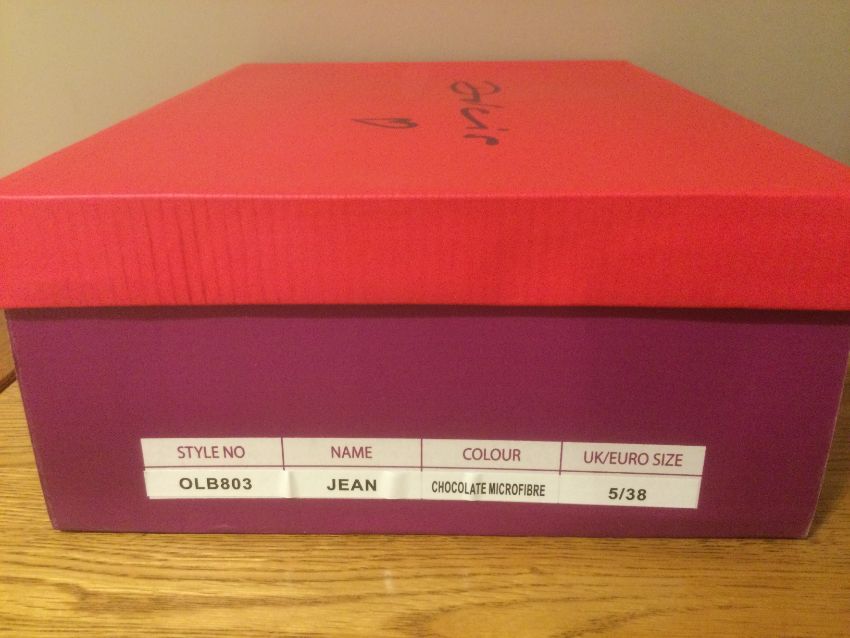 STYLE NO NAME COLOUR UK/EURO SIZE
OLB803 JEAN CHOCOLATE MICROFIBRE 5/38